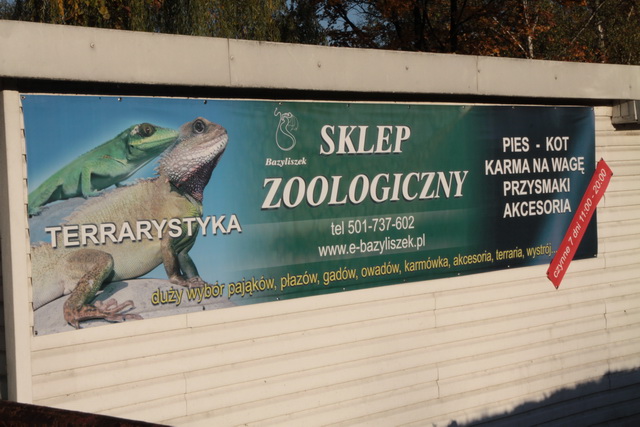 Bazyliszek
SKLEP
ZOOLOGICZNY
TERRARYSTYKA
tel 501-737-602
www.e-bazyliszek.pl
duży wybór pająków, płazów, gadów, owadów, karmówka, akcesoria, terraria, wystrój...
PIES - KOT
KARMA NA WAGĘ
PRZYSMAKI
AKCESORIA
czynne 7 dni 11:00 - 20:00